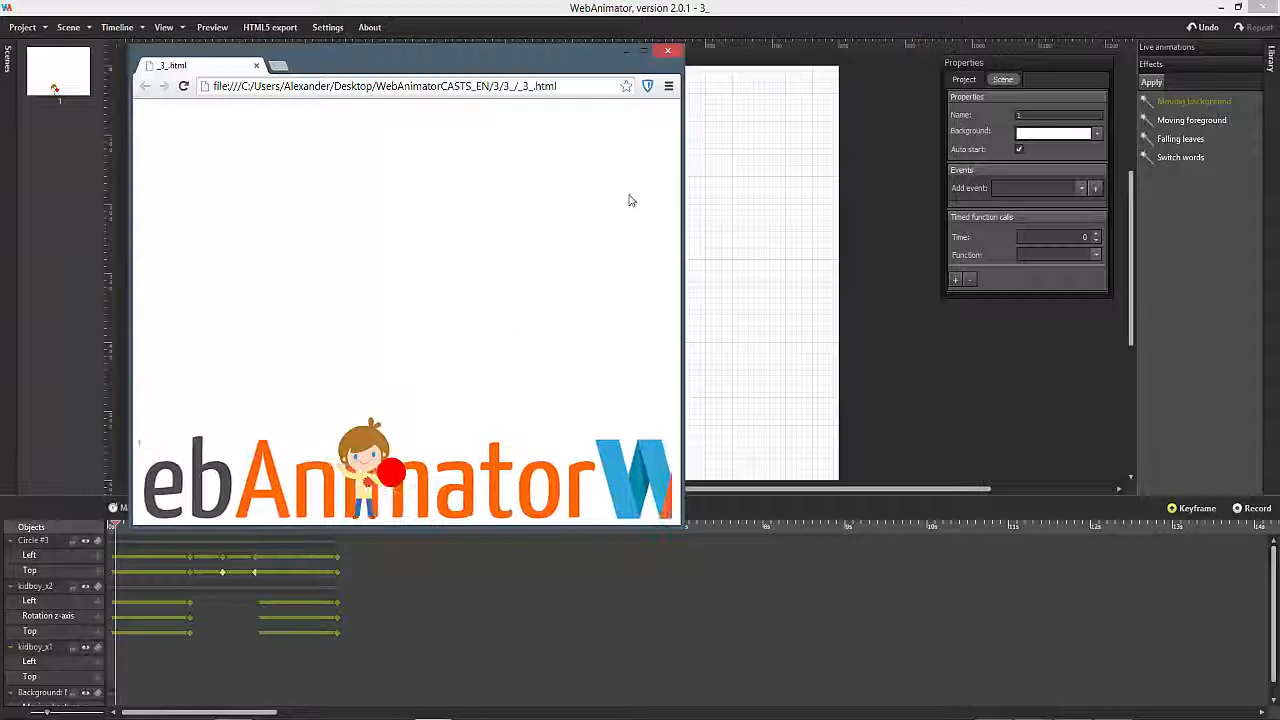 WebAnimator, version 2.0.1 - 3_
Project Scene Timeline View Preview HTML5 export Settings About Undo Repeat
Scenes
1
_3_.html
file:///C:/Users/Alexander/Desktop/WebAnimatorCASTS_EN/3/3_/_3_.html
ebAnimator
Properties
Project Scene
Properties
Name: 1
Background:
Auto start:
Events
Add event:
Timed function calls
Time: 0
Function:
Live animations
Effects
Apply
Moving background
Moving foreground
Falling leaves
Switch words
Library
Keyframe Record
Objects
Circle #3
Left
Top
kidboy_x2
Left
Rotation z-axis
Top
kidboy_x1
Left
Top